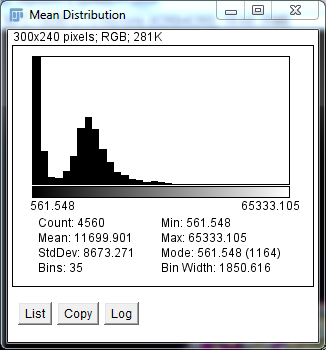 Mean Distribution
300x240 pixels; RGB; 281K
561.548 65333.105
Count: 4560 Min: 561.548
Mean: 11699.901 Max: 65333.105
StdDev: 8673.271 Mode: 561.548 (1164)
Bins: 35 Bin Width: 1850.616
List Copy Log